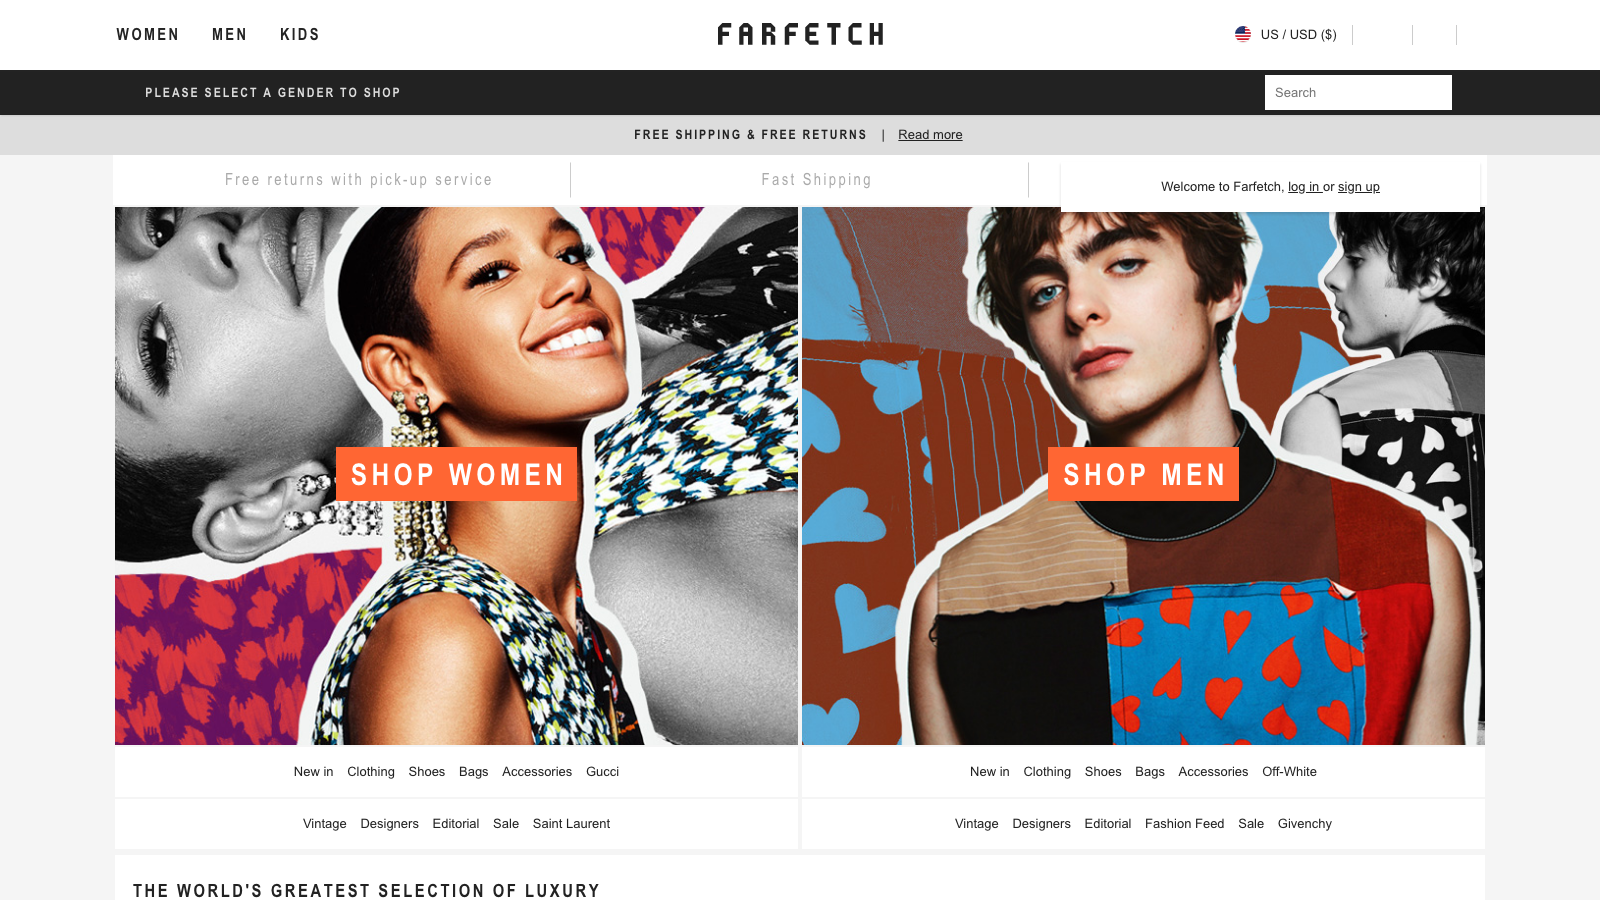 WOMEN MEN KIDS
FARFETCH
US / USD ($)
PLEASE SELECT A GENDER TO SHOP
Search
FREE SHIPPING & FREE RETURNS | Read more
Free returns with pick-up service
Fast Shipping
Welcome to Farfetch, log in or sign up
SHOP WOMEN
SHOP MEN
New in Clothing Shoes Bags Accessories Gucci
Vintage Designers Editorial Sale Saint Laurent
New in Clothing Shoes Bags Accessories Off-White
Vintage Designers Editorial Fashion Feed Sale Givenchy
THE WORLD'S GREATEST SELECTION OF LUXURY